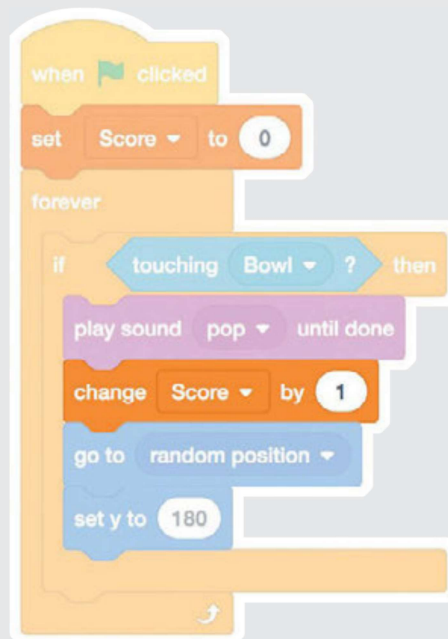 when clicked
set Score to 0
forever
if touching Bowl ? then
play sound pop until done
change Score by 1
go to random position
set y to 180